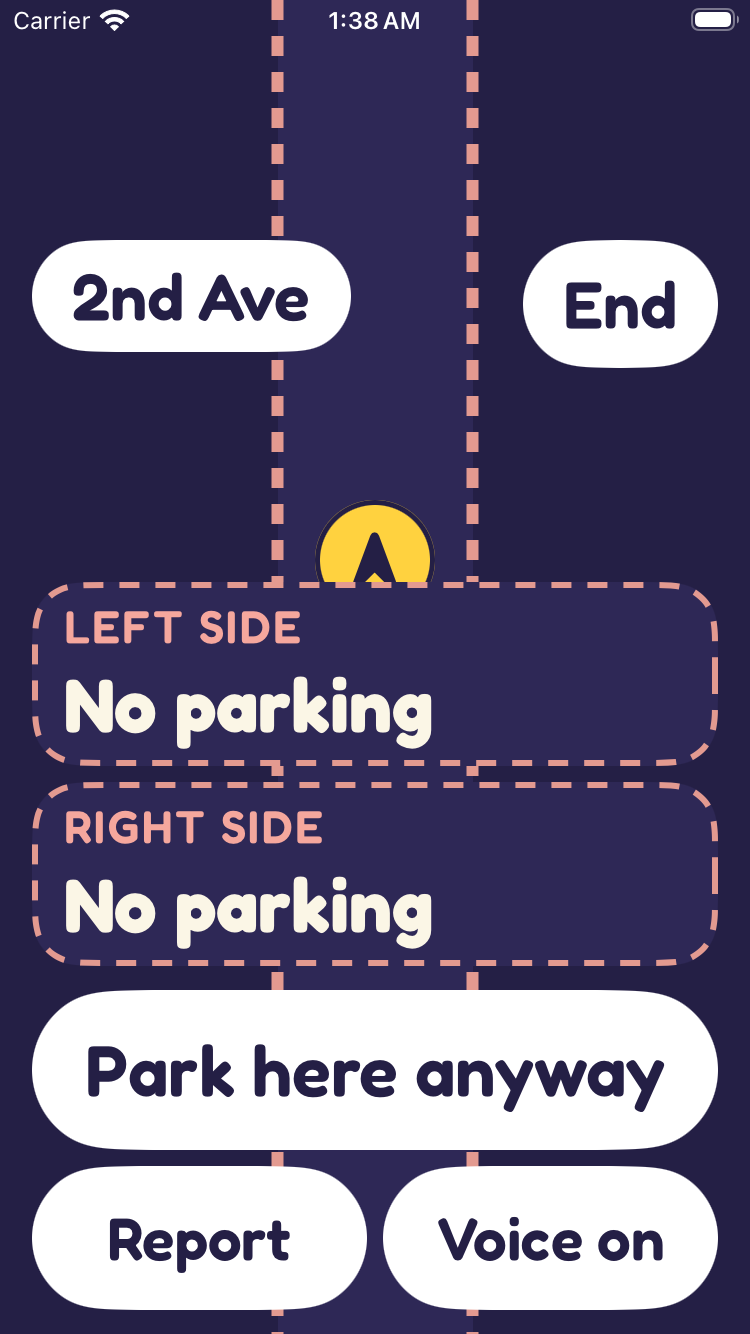 Carrier 1:38 AM
2nd Ave
End
LEFT SIDE
No parking
RIGHT SIDE
No parking
Park here anyway
Report
Voice on